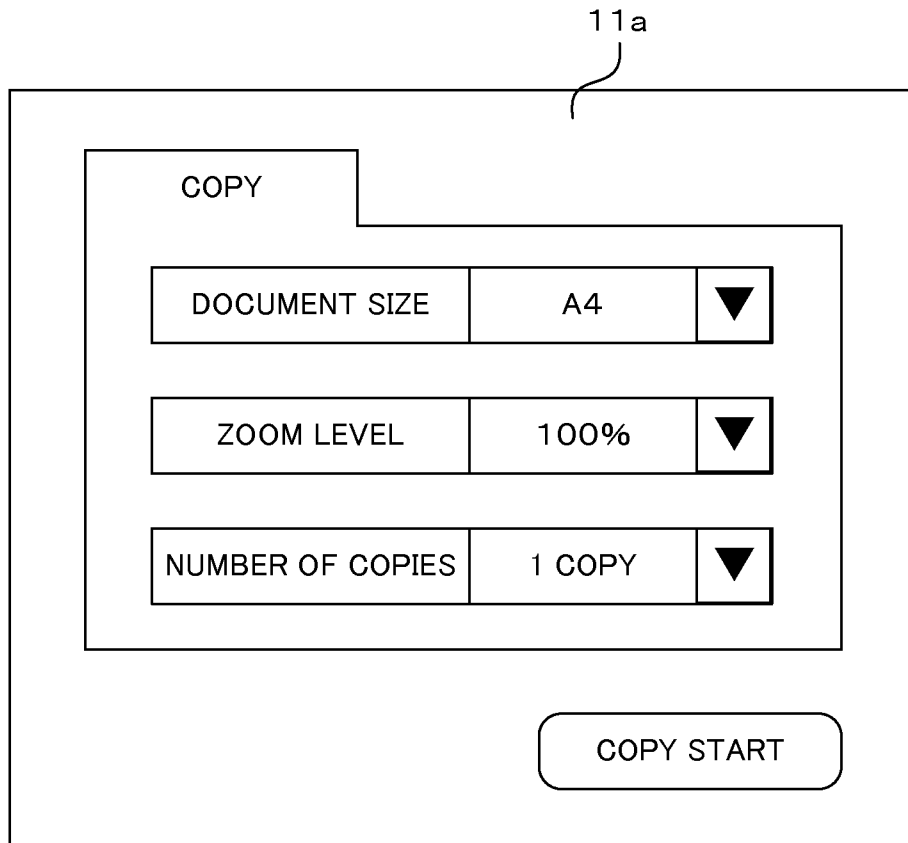 11a
COPY
DOCUMENT SIZE A4 ▼
ZOOM LEVEL 100% ▼
NUMBER OF COPIES 1 COPY ▼
COPY START